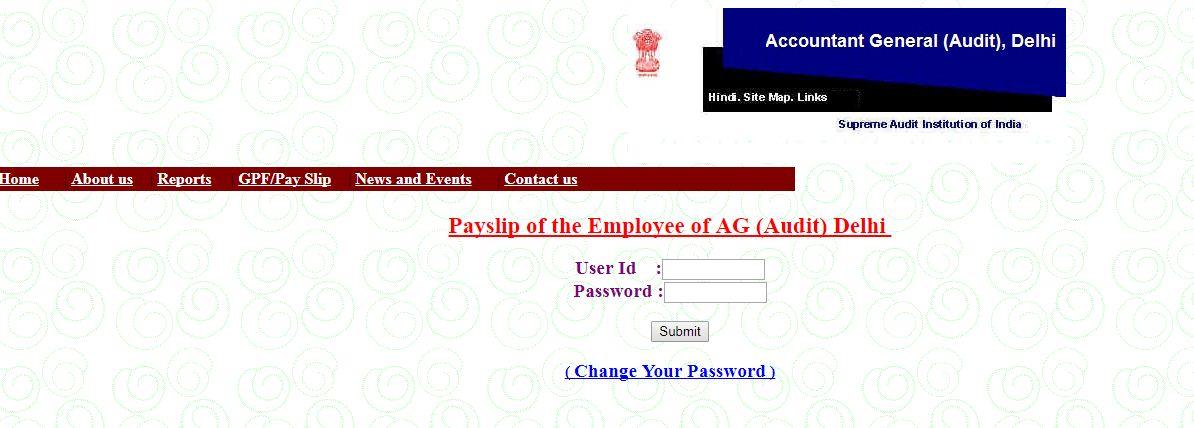 Accountant General (Audit), Delhi
Hindi. Site Map. Links
Supreme Audit Institution of India
Home About us Reports GPF/Pay Slip News and Events Contact us
Payslip of the Employee of AG (Audit) Delhi
User Id :
Password :
Submit
( Change Your Password )